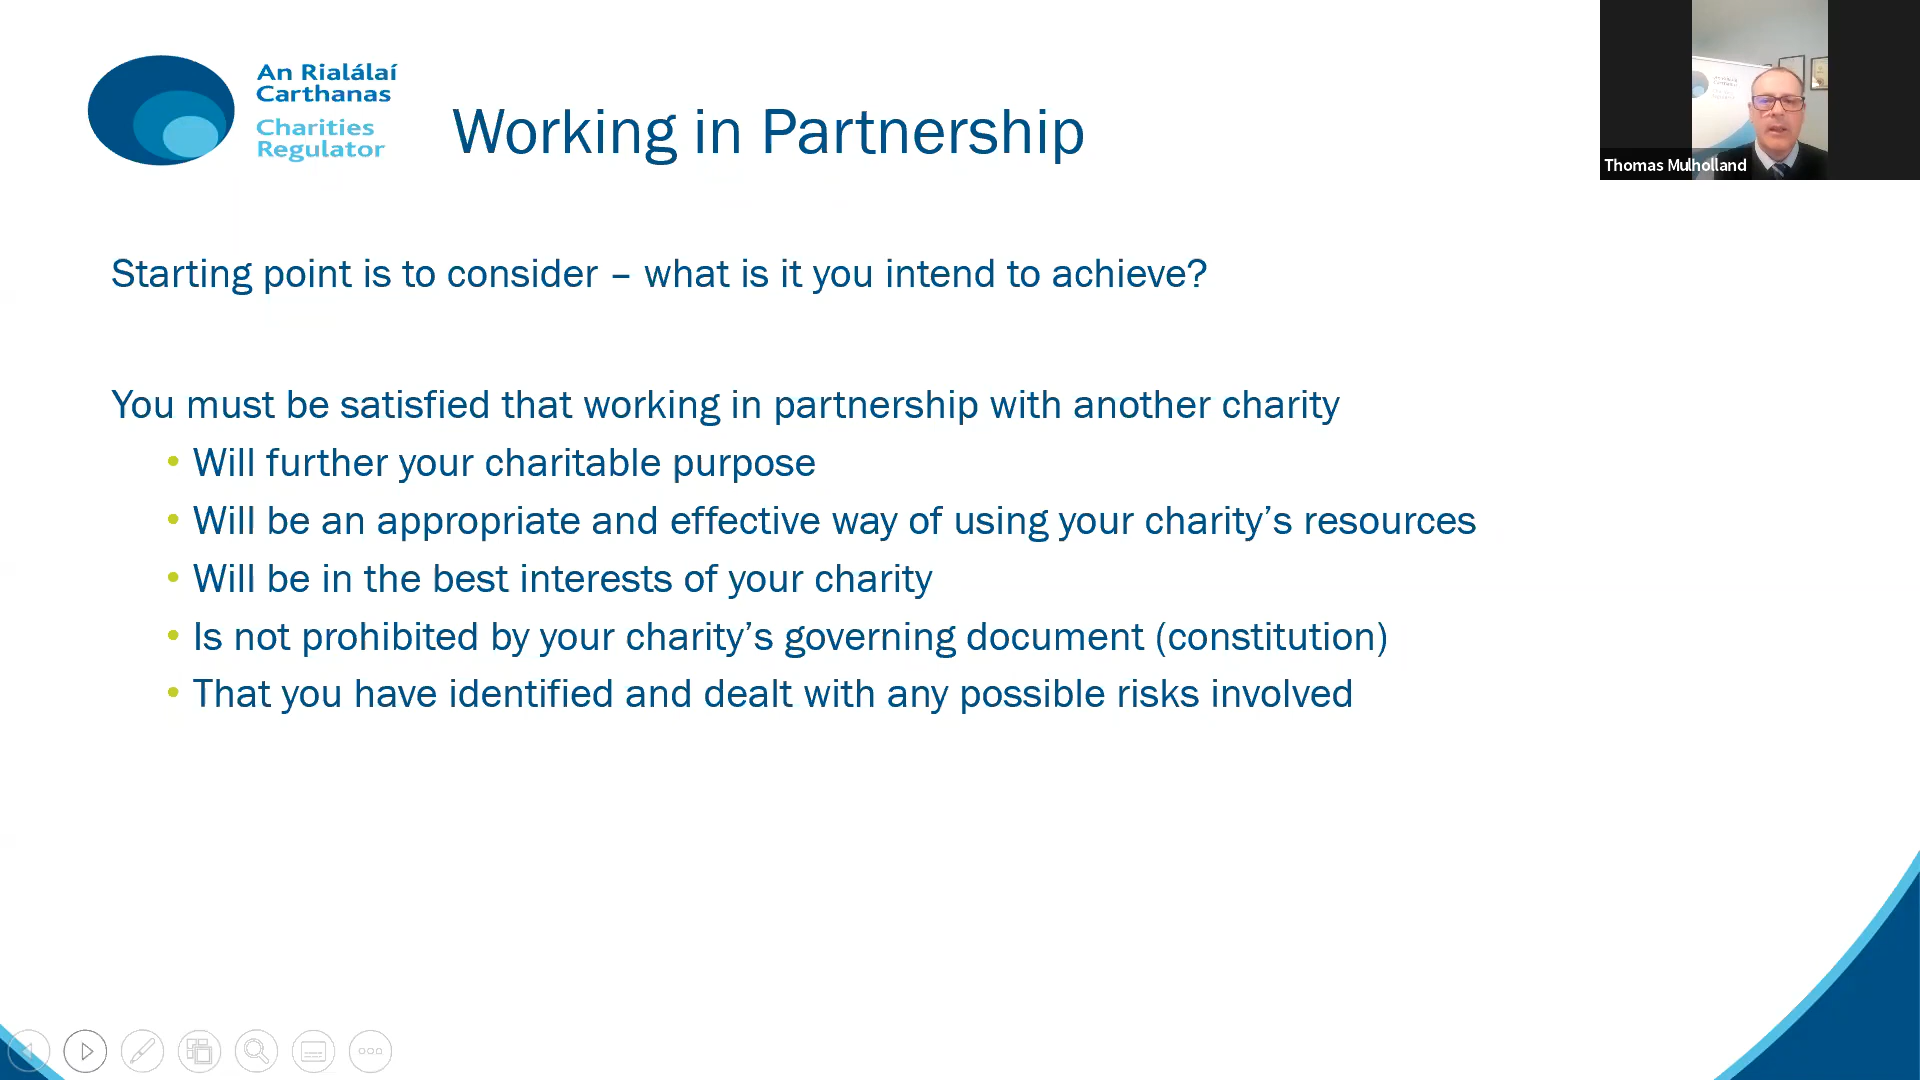 An Rialálaí
Carthanas
Charities
Regulator
Working in Partnership
Thomas Mulholland
Starting point is to consider – what is it you intend to achieve?
You must be satisfied that working in partnership with another charity
• Will further your charitable purpose
• Will be an appropriate and effective way of using your charity’s resources
• Will be in the best interests of your charity
• Is not prohibited by your charity’s governing document (constitution)
• That you have identified and dealt with any possible risks involved